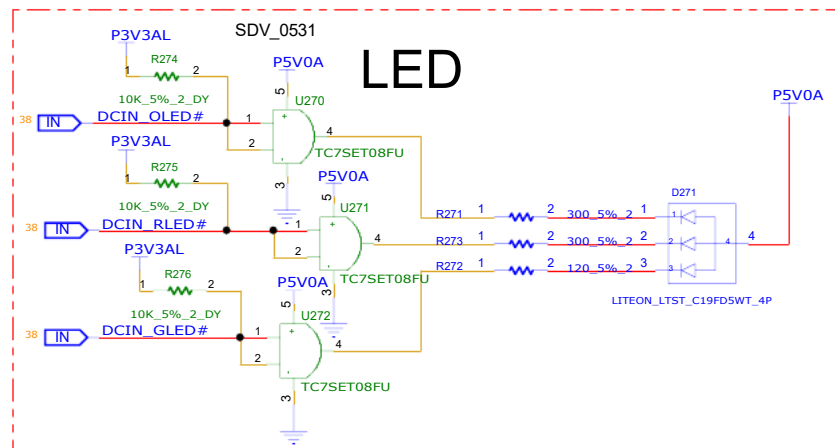 SDV_0531
LED
P3V3AL
R274
1 2
10K_5%_2_DY
38 IN DCIN_OLED#
P5V0A
5
U270
1
2
+
-
4
3
TC7SET08FU
P3V3AL
R275
1 2
10K_5%_2_DY
38 IN DCIN_RLED#
P5V0A
5
U271
1
2
+
-
4
3
TC7SET08FU
P3V3AL
R276
1 2
10K_5%_2_DY
38 IN DCIN_GLED#
P5V0A
5
U272
1
2
+
-
4
3
TC7SET08FU
R271 1 2 300_5%_2 1
R273 1 2 300_5%_2 2
R272 1 2 120_5%_2 3
D271
1
2
3
4
4
P5V0A
LITEON_LTST_C19FD5WT_4P